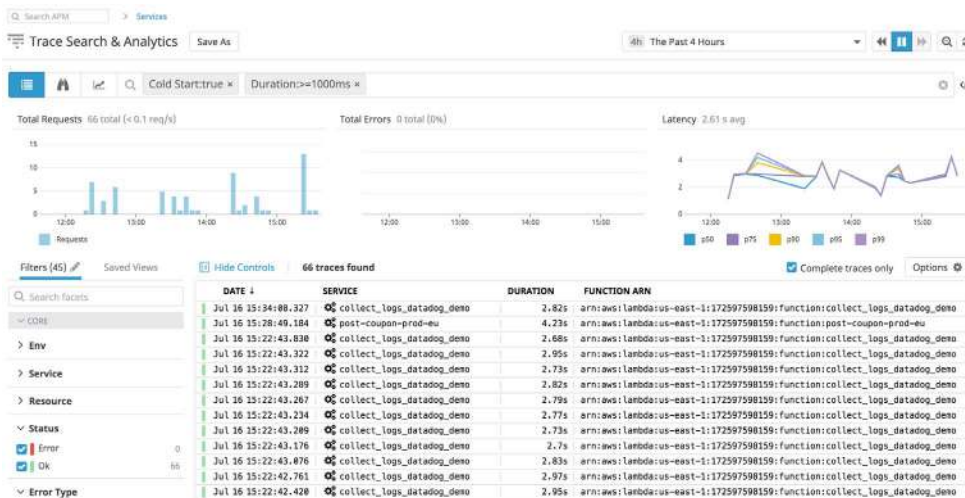 Search APM > Services
Trace Search & Analytics Save As 4h The Past 4 Hours
Cold Start:true × Duration:>=1000ms ×
Total Requests 66 total (< 0.1 req/s)
15
10
5
0
12:00 13:00 14:00 15:00
Requests
Total Errors 0 total (0%)
12:00 13:00 14:00 15:00
Latency 2.61 s avg
4
2
0
12:00 13:00 14:00 15:00
p50 p75 p90 p95 p99
Filters (45) Saved Views
Search facets
CORE
> Env
> Service
> Resource
Status
Error 0
Ok 66
Error Type
Hide Controls 66 traces found Complete traces only Options
DATE ↓ SERVICE DURATION FUNCTION ARN
Jul 16 15:34:08.327 collect_logs_datadog_demo 2.82s arn:aws:lambda:us-east-1:172597598159:function:collect_logs_datadog_demo
Jul 16 15:28:49.184 post-coupon-prod-eu 4.23s arn:aws:lambda:us-east-1:172597598159:function:post-coupon-prod-eu
Jul 16 15:22:43.830 collect_logs_datadog_demo 2.68s arn:aws:lambda:us-east-1:172597598159:function:collect_logs_datadog_demo
Jul 16 15:22:43.322 collect_logs_datadog_demo 2.95s arn:aws:lambda:us-east-1:172597598159:function:collect_logs_datadog_demo
Jul 16 15:22:43.312 collect_logs_datadog_demo 2.73s arn:aws:lambda:us-east-1:172597598159:function:collect_logs_datadog_demo
Jul 16 15:22:43.289 collect_logs_datadog_demo 2.82s arn:aws:lambda:us-east-1:172597598159:function:collect_logs_datadog_demo
Jul 16 15:22:43.267 collect_logs_datadog_demo 2.79s arn:aws:lambda:us-east-1:172597598159:function:collect_logs_datadog_demo
Jul 16 15:22:43.234 collect_logs_datadog_demo 2.77s arn:aws:lambda:us-east-1:172597598159:function:collect_logs_datadog_demo
Jul 16 15:22:43.209 collect_logs_datadog_demo 2.73s arn:aws:lambda:us-east-1:172597598159:function:collect_logs_datadog_demo
Jul 16 15:22:43.176 collect_logs_datadog_demo 2.7s arn:aws:lambda:us-east-1:172597598159:function:collect_logs_datadog_demo
Jul 16 15:22:43.076 collect_logs_datadog_demo 2.83s arn:aws:lambda:us-east-1:172597598159:function:collect_logs_datadog_demo
Jul 16 15:22:42.761 collect_logs_datadog_demo 2.97s arn:aws:lambda:us-east-1:172597598159:function:collect_logs_datadog_demo
Jul 16 15:22:42.420 collect_logs_datadog_demo 2.95s arn:aws:lambda:us-east-1:172597598159:function:collect_logs_datadog_demo